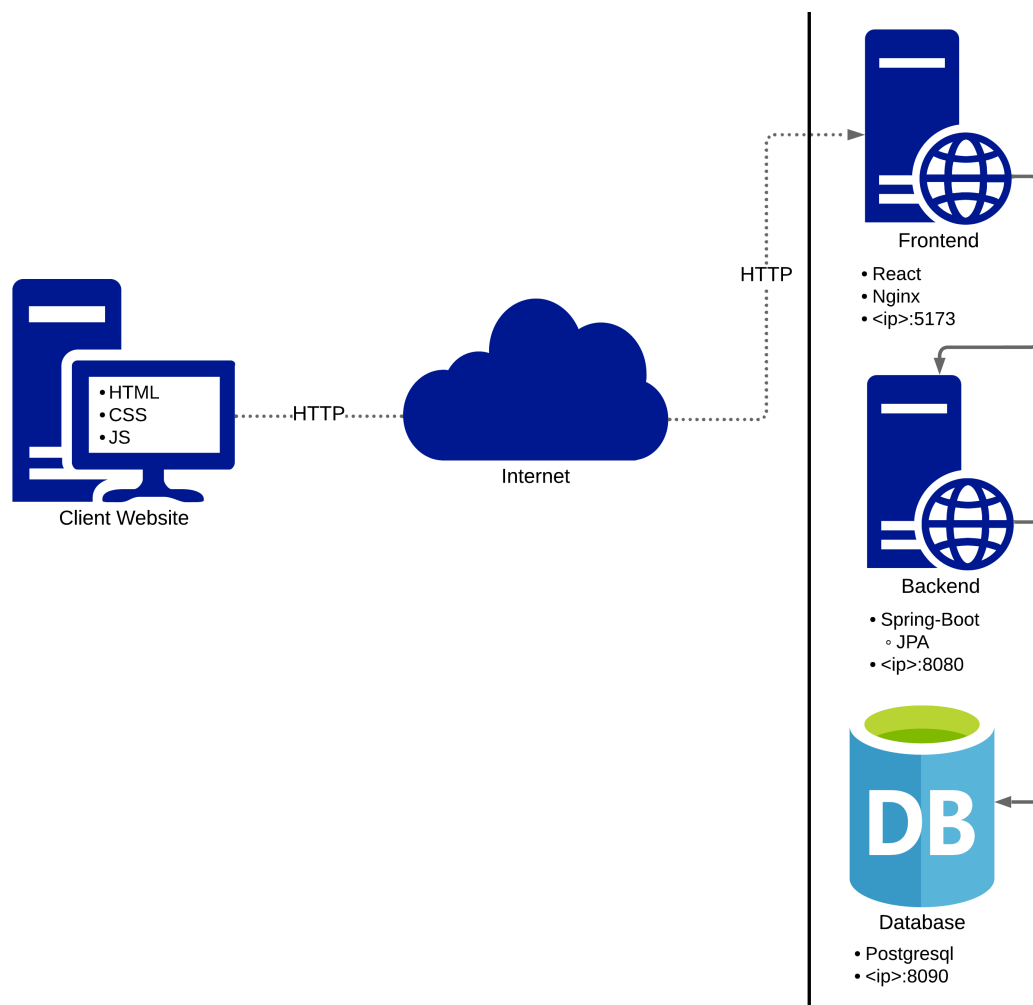 • HTML
• CSS
• JS
Client Website
HTTP
Internet
HTTP
Frontend
• React
• Nginx
• <ip>:5173
Backend
• Spring-Boot
◦ JPA
• <ip>:8080
DB
Database
• Postgresql
• <ip>:8090